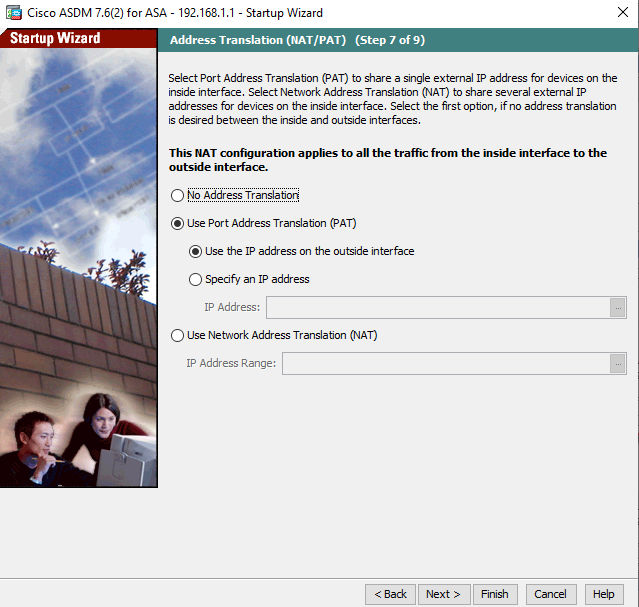 Cisco ASDM 7.6(2) for ASA - 192.168.1.1 - Startup Wizard
Startup Wizard
Address Translation (NAT/PAT) (Step 7 of 9)
Select Port Address Translation (PAT) to share a single external IP address for devices on the
inside interface. Select Network Address Translation (NAT) to share several external IP
addresses for devices on the inside interface. Select the first option, if no address translation
is desired between the inside and outside interfaces.
This NAT configuration applies to all the traffic from the inside interface to the
outside interface.
No Address Translation
Use Port Address Translation (PAT)
Use the IP address on the outside interface
Specify an IP address
IP Address:
...
Use Network Address Translation (NAT)
IP Address Range:
...
< Back Next > Finish Cancel Help